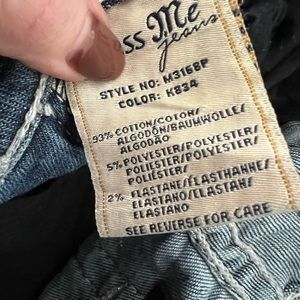 ss Me
jeans
STYLE NO: M3168P
COLOR: K834
93% COTTON/COTON/
ALGODÓN/BAUMWOLLE/
ALGODÃO
5% POLYESTER/POLYESTER/
POLIÉSTER/POLYESTER/
POLIÉSTER
2% ELASTANE/ELASTHANNE/
ELASTANO/ELASTAN/
ELASTANO
SEE REVERSE FOR CARE